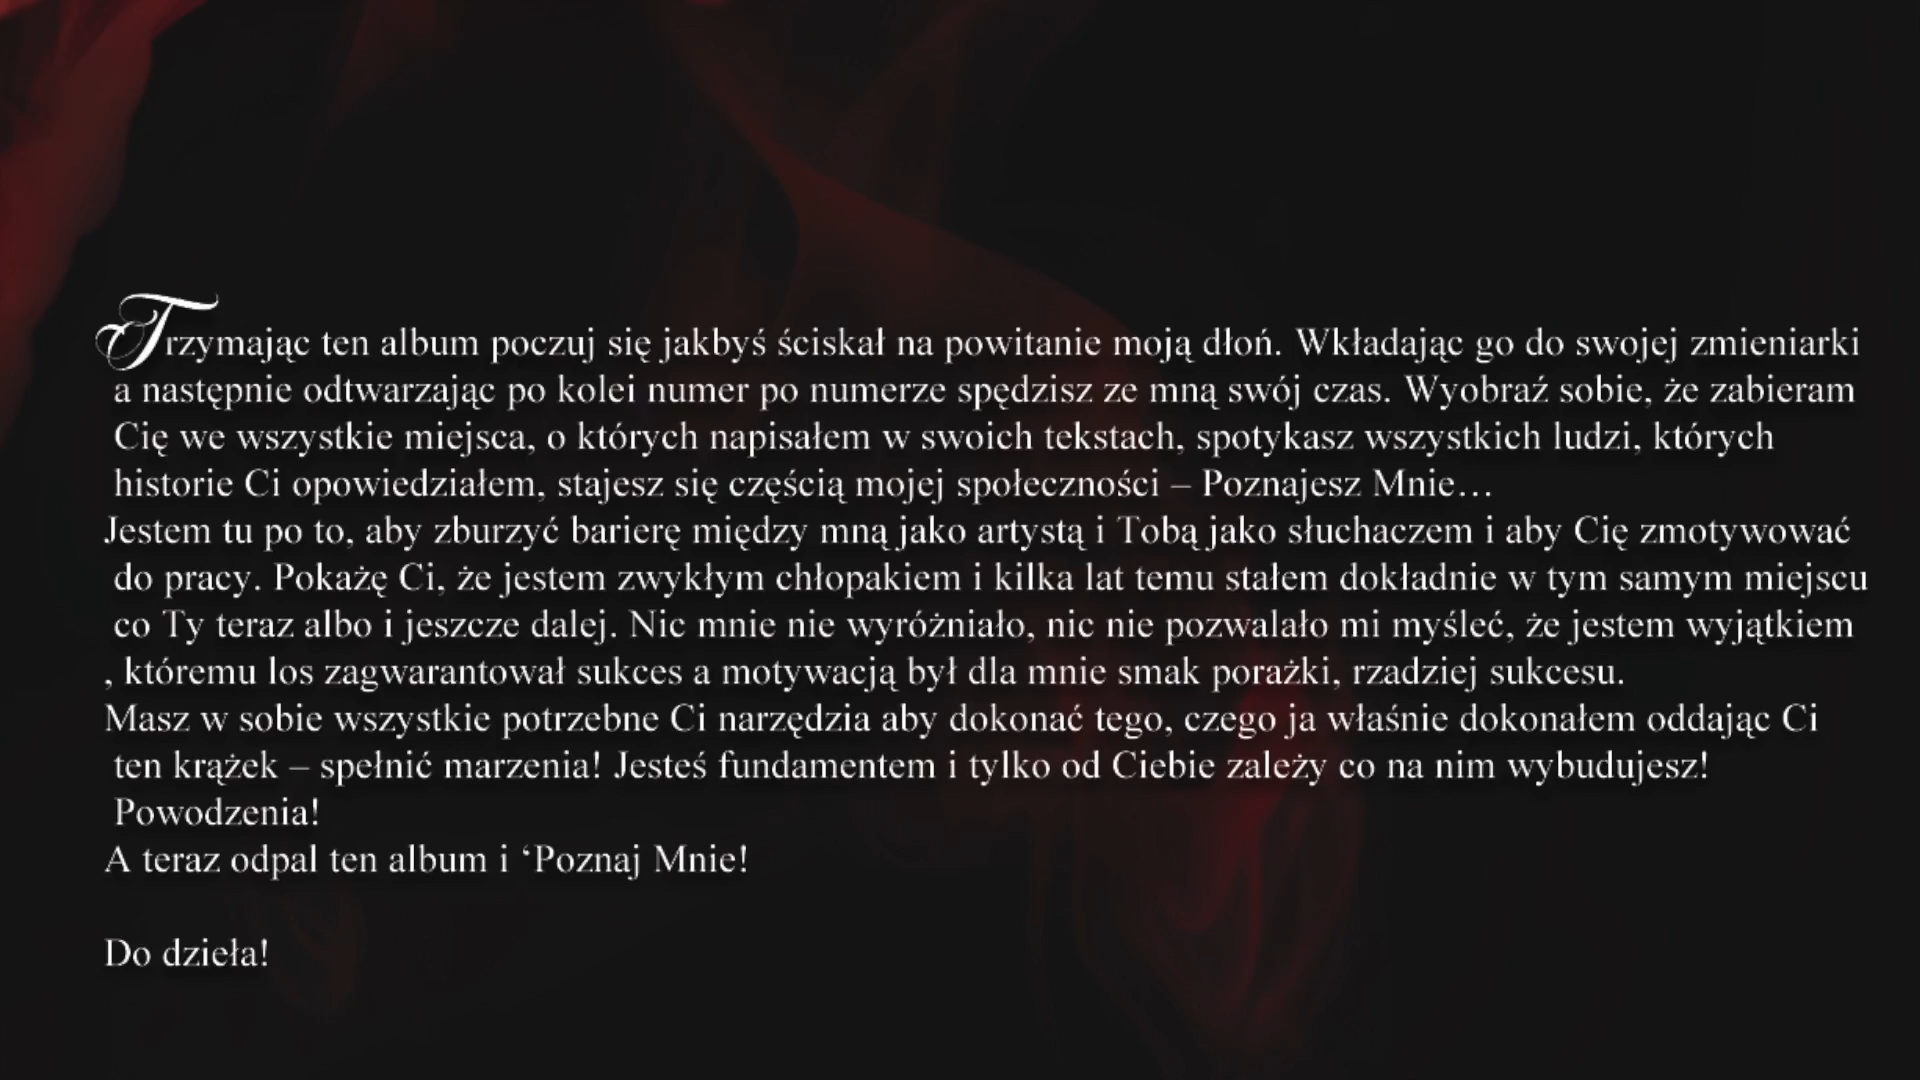 Trzymając ten album poczuj się jakbyś ściskał na powitanie moją dłoń. Wkładając go do swojej zmieniarki
a następnie odtwarzając po kolei numer po numerze spędzisz ze mną swój czas. Wyobraź sobie, że zabieram
Cię we wszystkie miejsca, o których napisałem w swoich tekstach, spotykasz wszystkich ludzi, których
historie Ci opowiedziałem, stajesz się częścią mojej społeczności – Poznajesz Mnie…
Jestem tu po to, aby zburzyć barierę między mną jako artystą i Tobą jako słuchaczem i aby Cię zmotywować
do pracy. Pokażę Ci, że jestem zwykłym chłopakiem i kilka lat temu stałem dokładnie w tym samym miejscu
co Ty teraz albo i jeszcze dalej. Nic mnie nie wyróżniało, nic nie pozwalało mi myśleć, że jestem wyjątkiem
, któremu los zagwarantował sukces a motywacją był dla mnie smak porażki, rzadziej sukcesu.
Masz w sobie wszystkie potrzebne Ci narzędzia aby dokonać tego, czego ja właśnie dokonałem oddając Ci
ten krążek – spełnić marzenia! Jesteś fundamentem i tylko od Ciebie zależy co na nim wybudujesz!
Powodzenia!
A teraz odpal ten album i ‘Poznaj Mnie!
Do dzieła!